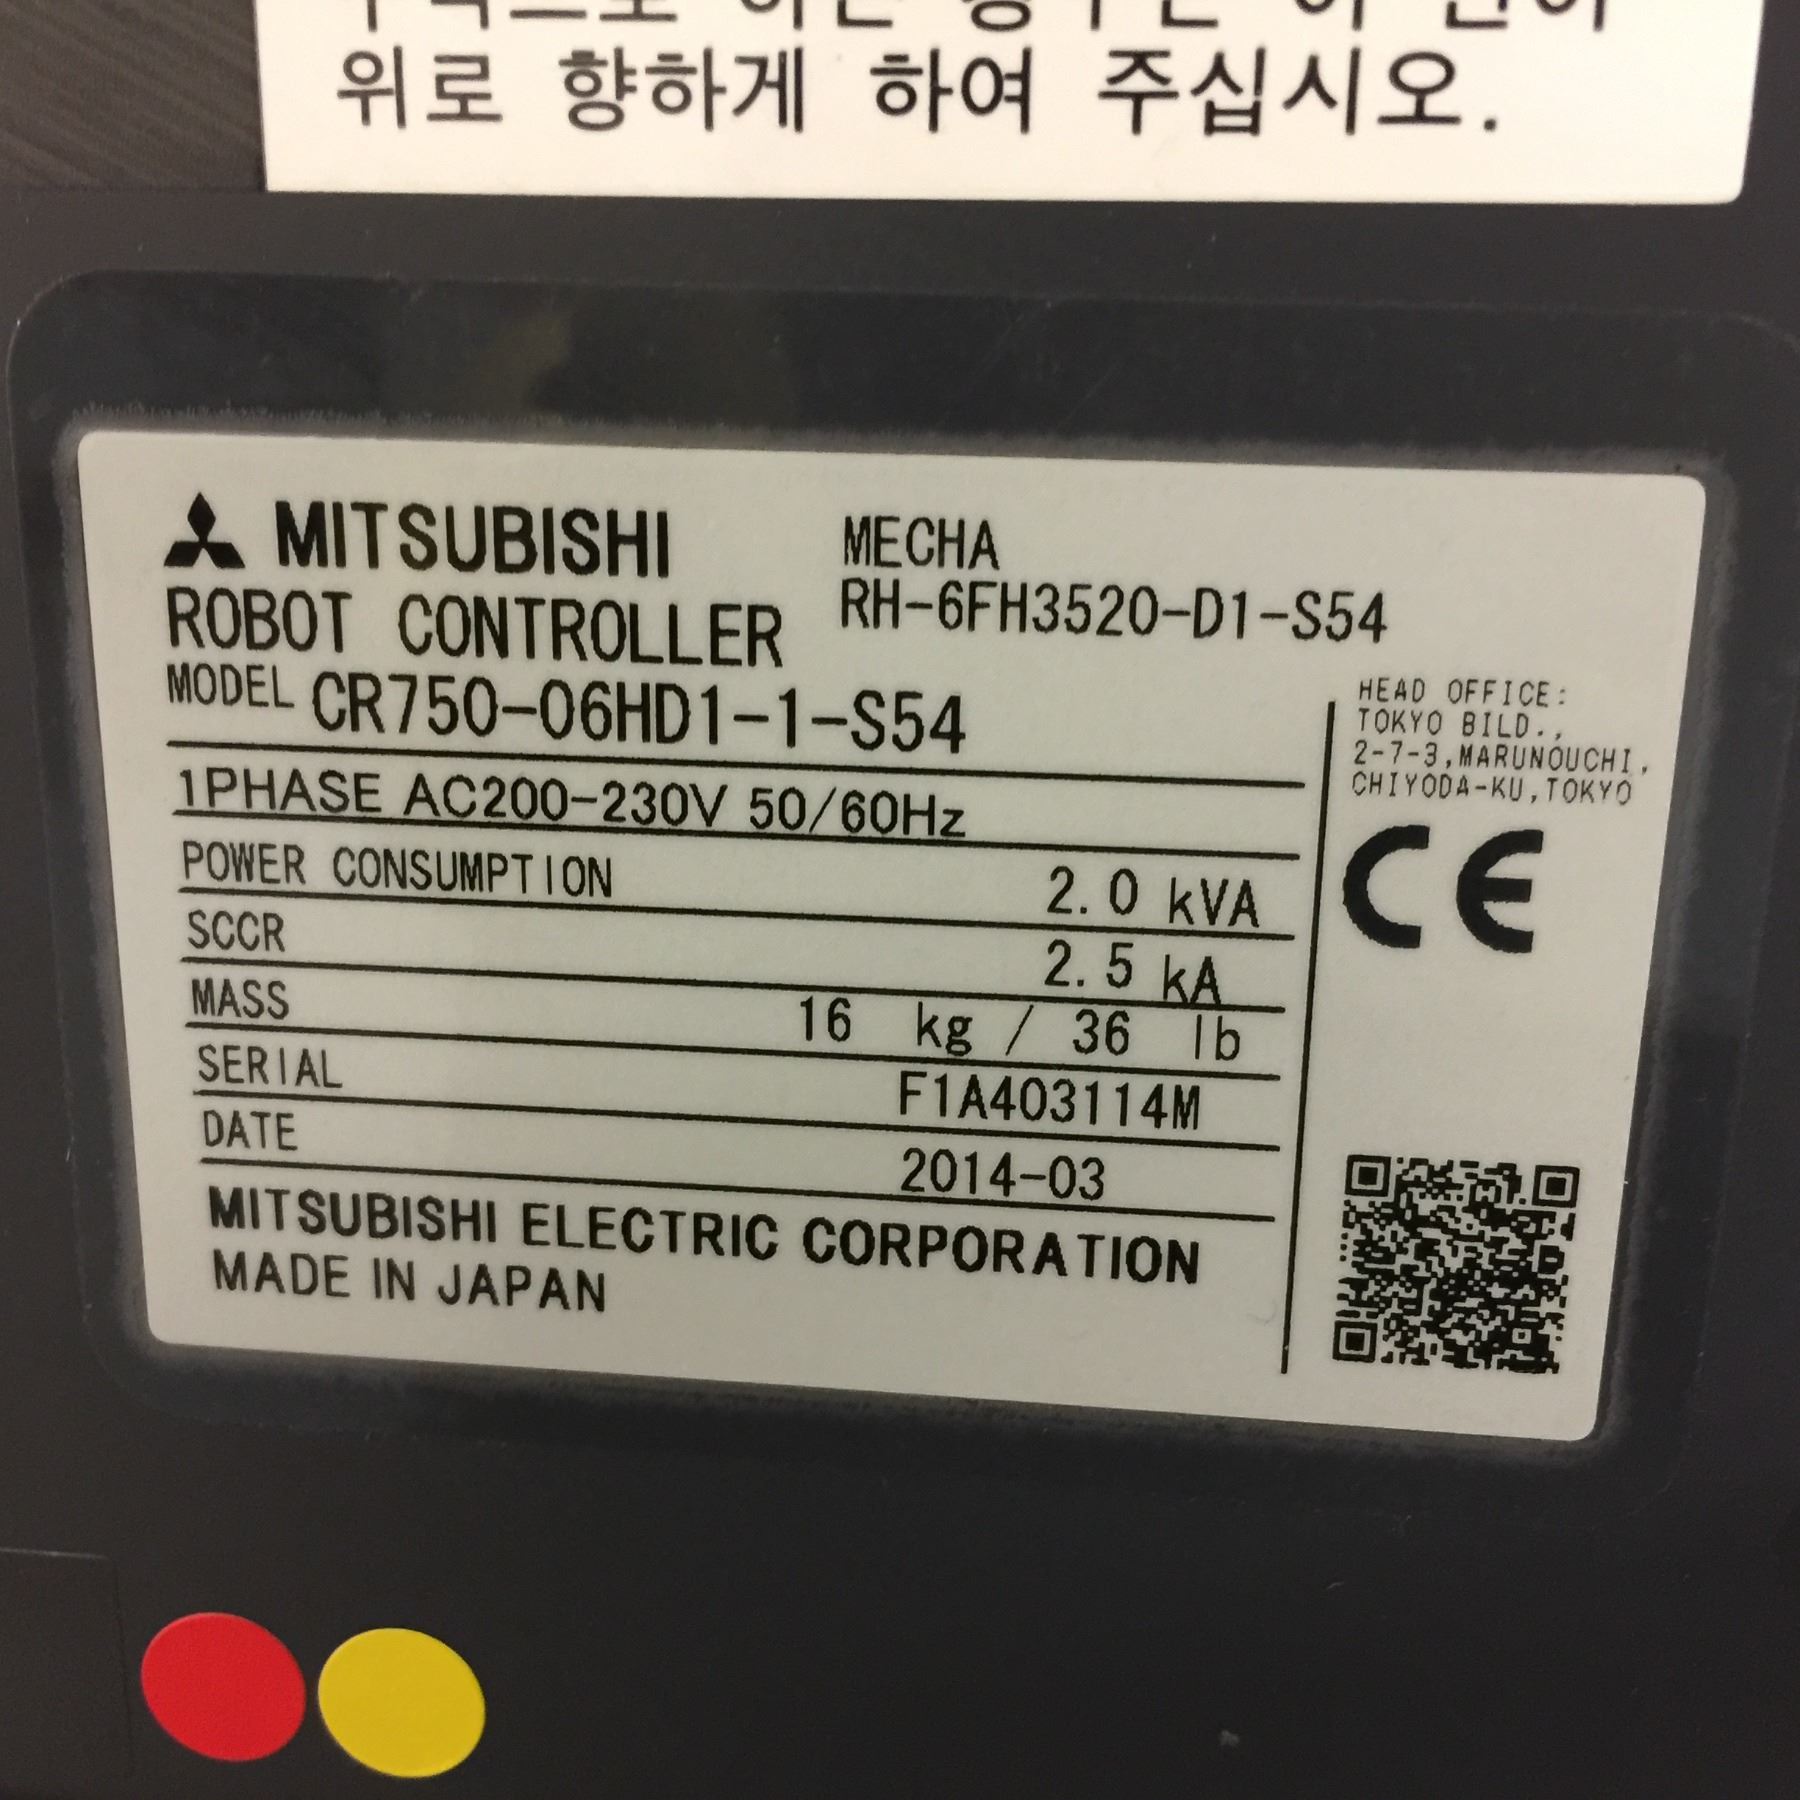 위로 향하게 하여 주십시오.
MITSUBISHI
ROBOT CONTROLLER
MODEL CR750-06HD1-1-S54
MECHA
RH-6FH3520-D1-S54
1PHASE AC200-230V 50/60Hz
POWER CONSUMPTION 2.0 kVA
SCCR 2.5 kA
MASS 16 kg / 36 lb
SERIAL F1A403114M
DATE 2014-03
MITSUBISHI ELECTRIC CORPORATION
MADE IN JAPAN
HEAD OFFICE:
TOKYO BILD.,
2-7-3,MARUNOUCHI,
CHIYODA-KU,TOKYO
CE